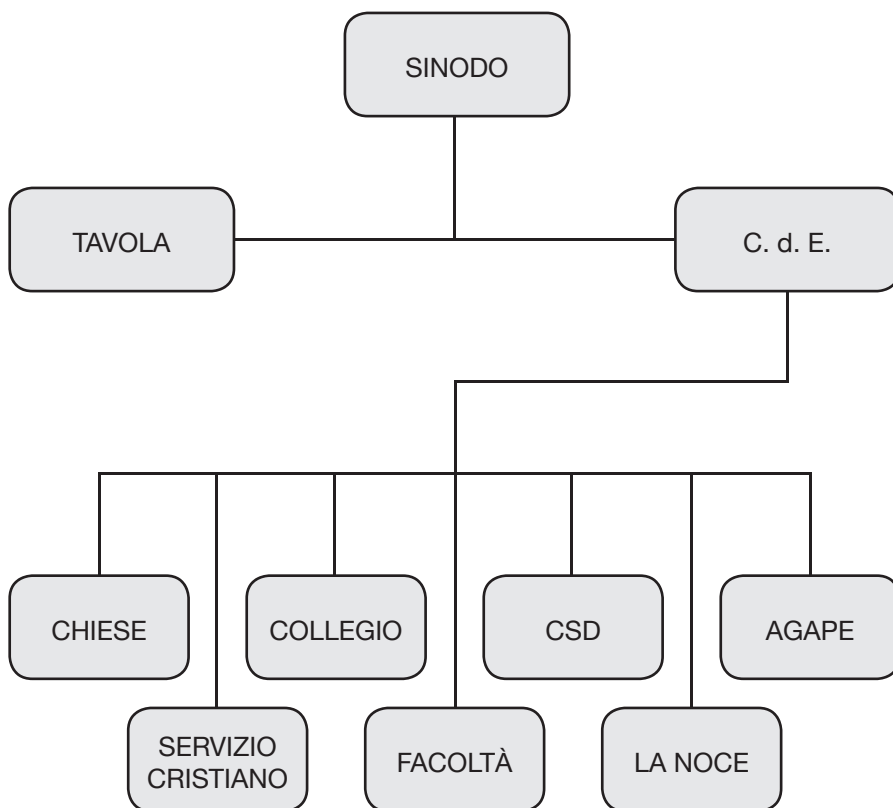 SINODO
TAVOLA
C. d. E.
CHIESE
COLLEGIO
CSD
AGAPE
SERVIZIO
CRISTIANO
FACOLTÀ
LA NOCE